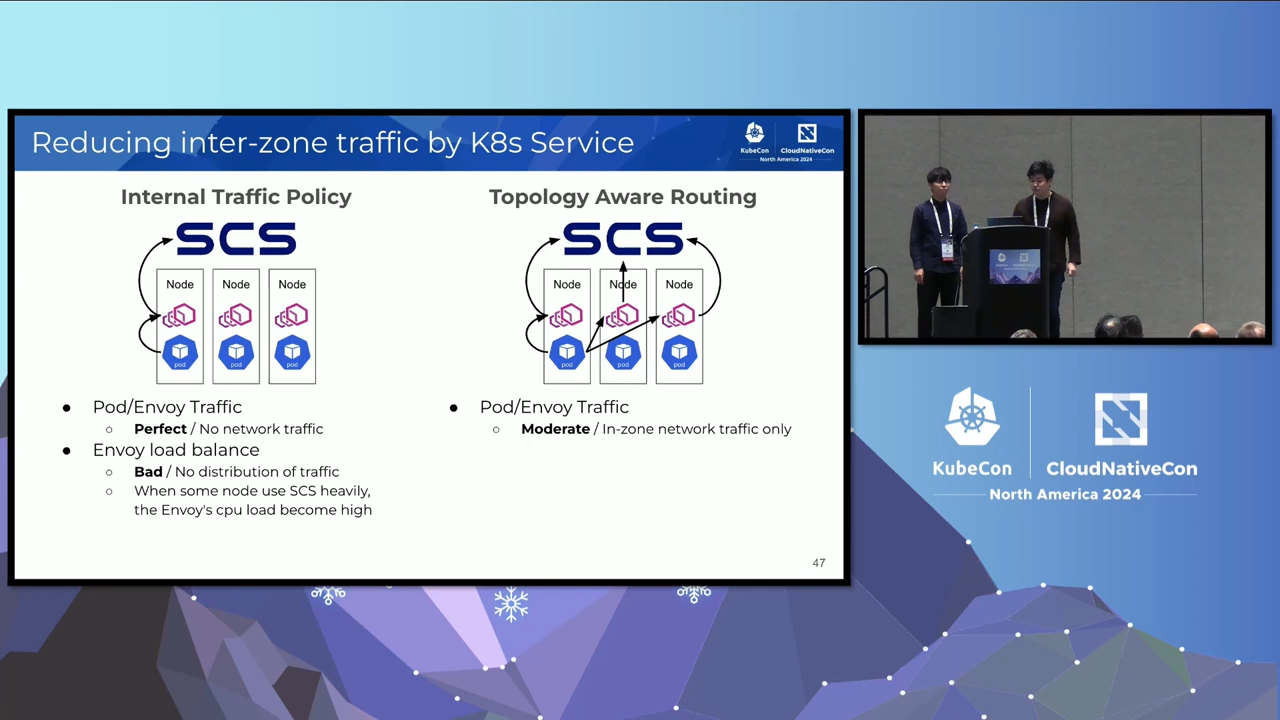 Reducing inter-zone traffic by K8s Service
KubeCon
CloudNativeCon
North America 2024
Internal Traffic Policy
SCS
Node
Node
Node
pod
pod
pod
● Pod/Envoy Traffic
○ Perfect / No network traffic
● Envoy load balance
○ Bad / No distribution of traffic
○ When some node use SCS heavily,
the Envoy's cpu load become high
Topology Aware Routing
SCS
Node
Node
Node
pod
pod
pod
● Pod/Envoy Traffic
○ Moderate / In-zone network traffic only
47
KubeCon
CloudNativeCon
North America 2024